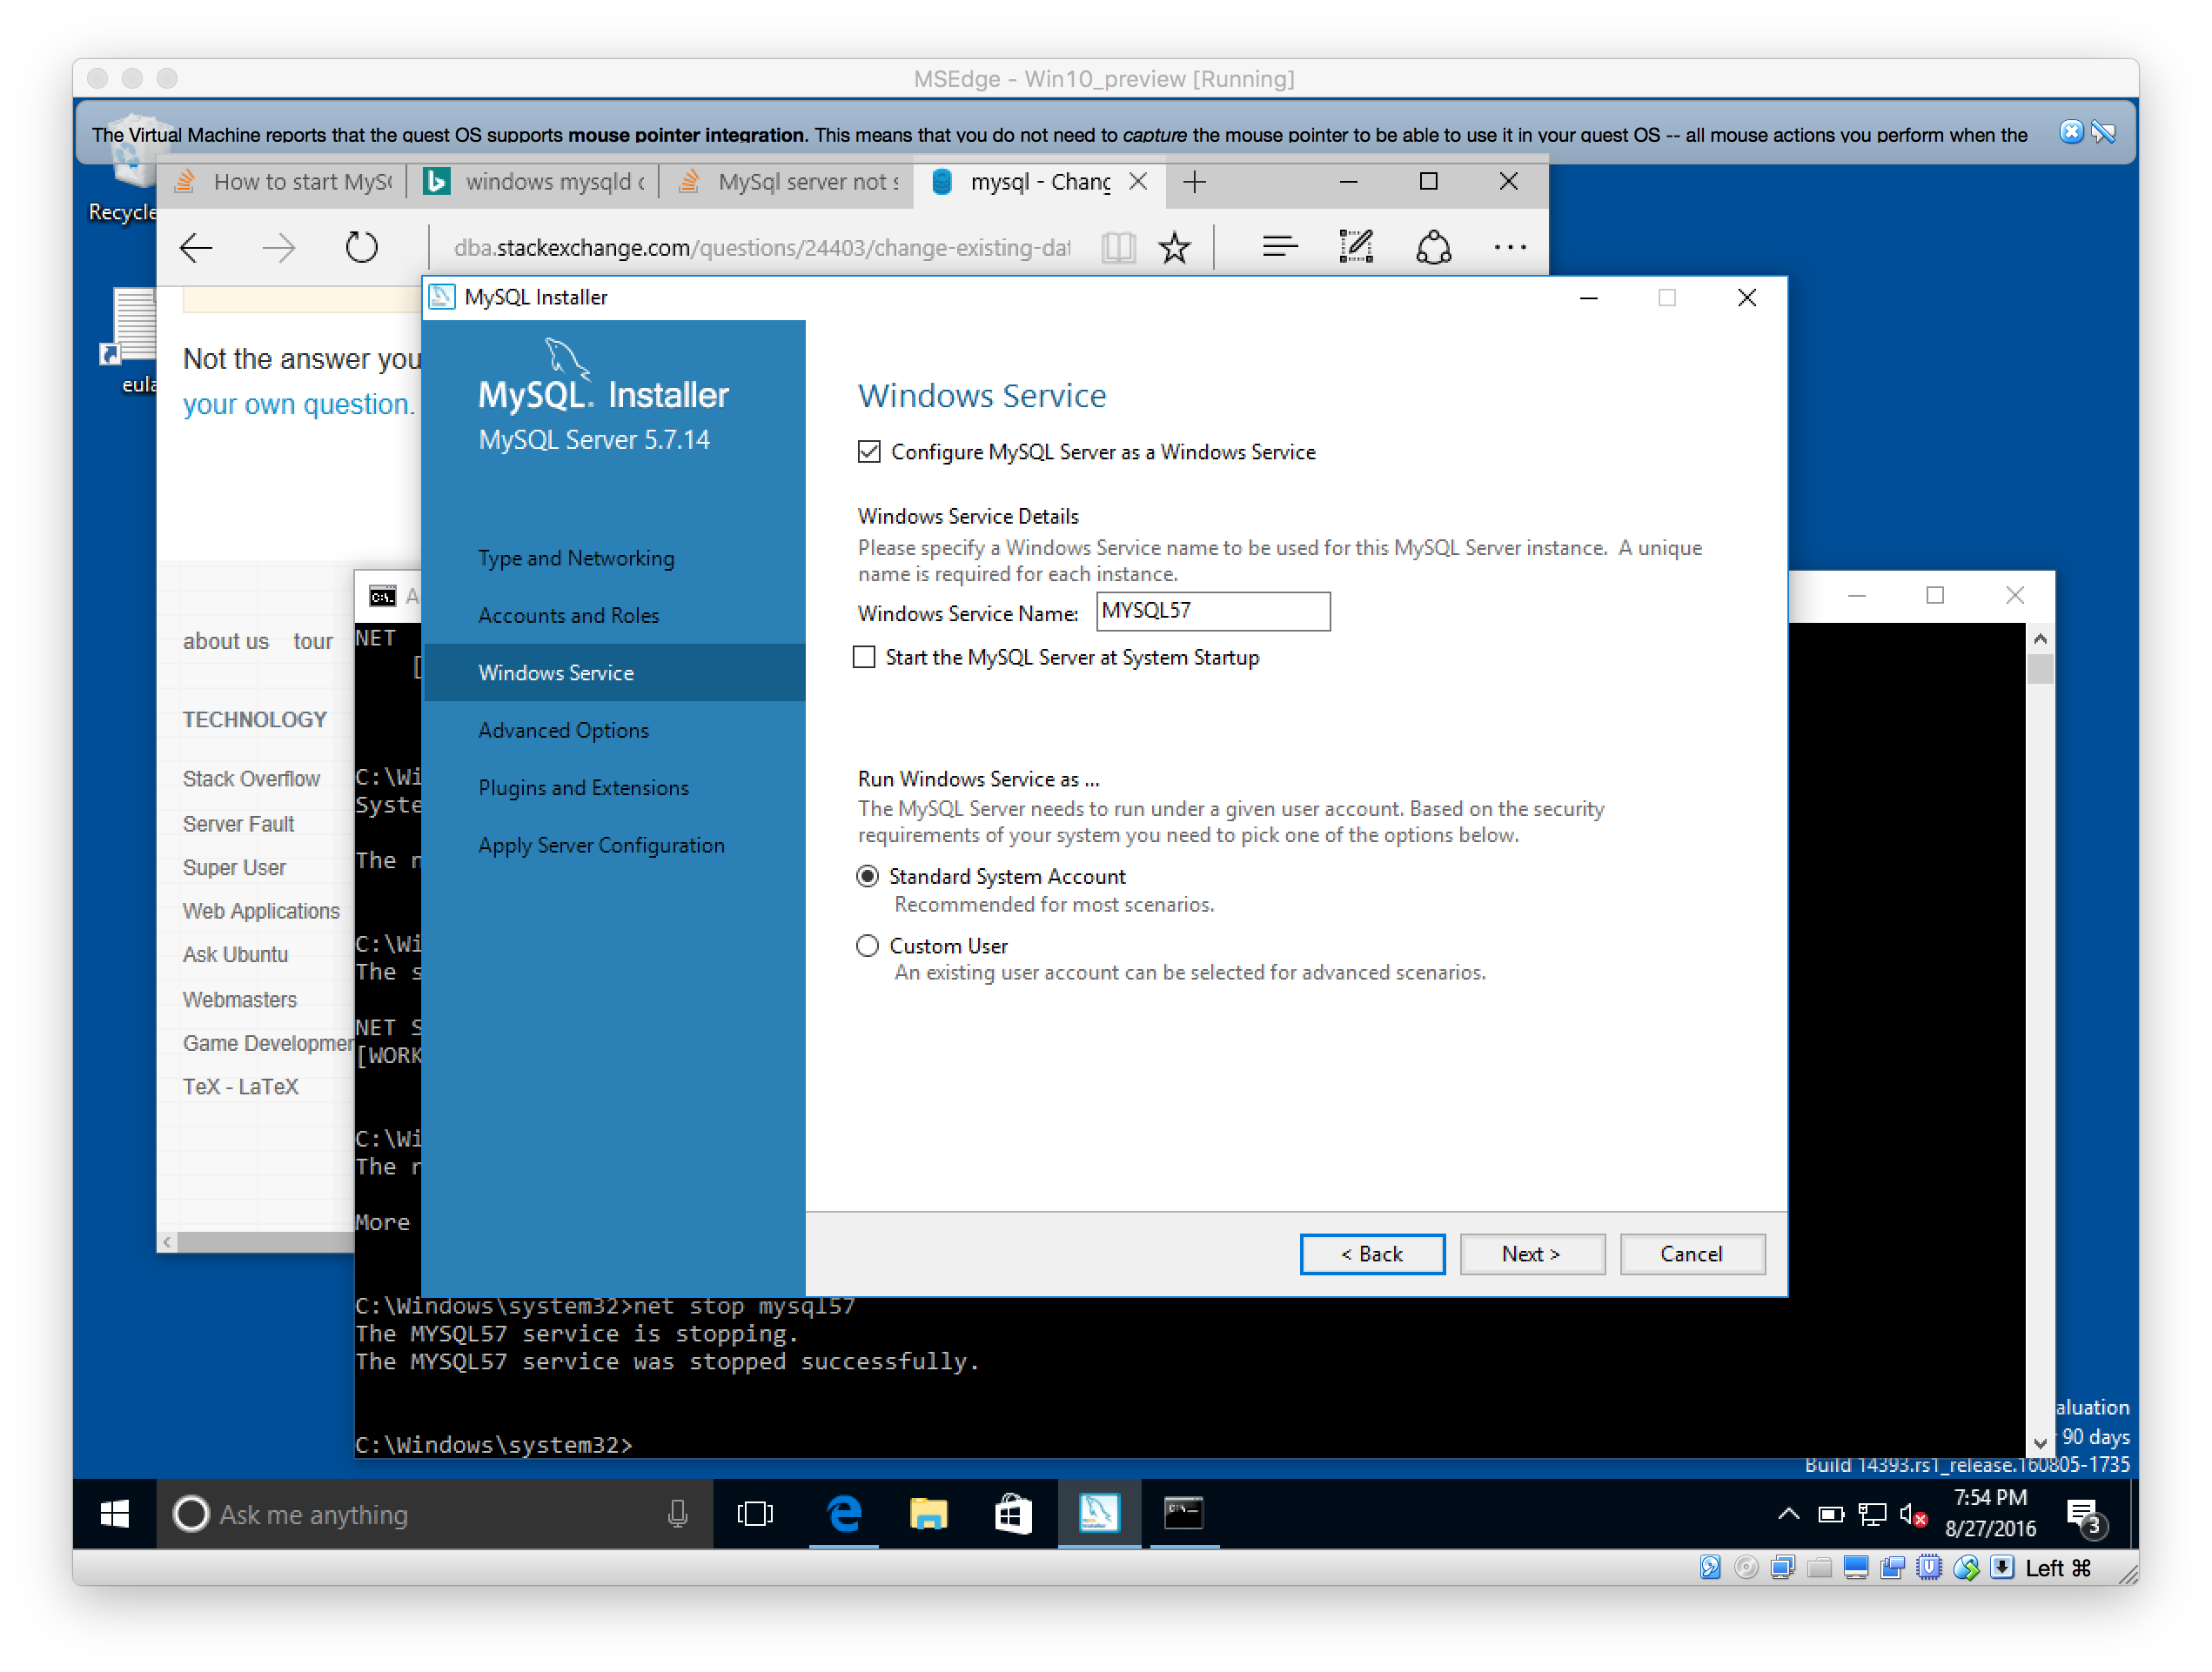 MSEdge - Win10_preview [Running]
The Virtual Machine reports that the guest OS supports mouse pointer integration. This means that you do not need to capture the mouse pointer to be able to use it in your guest OS -- all mouse actions you perform when the
Recycle
eula
How to start MyS
windows mysqld
MySql server not
mysql - Chang
dba.stackexchange.com/questions/24403/change-existing-dat
Not the answer you
your own question.
about us tour
TECHNOLOGY
Stack Overflow
Server Fault
Super User
Web Applications
Ask Ubuntu
Webmasters
Game Developmen
TeX - LaTeX
MySQL Installer
MySQL. Installer
MySQL Server 5.7.14
Type and Networking
Accounts and Roles
Windows Service
Advanced Options
Plugins and Extensions
Apply Server Configuration
Windows Service
Configure MySQL Server as a Windows Service
Windows Service Details
Please specify a Windows Service name to be used for this MySQL Server instance. A unique
name is required for each instance.
Windows Service Name: MYSQL57
Start the MySQL Server at System Startup
Run Windows Service as ...
The MySQL Server needs to run under a given user account. Based on the security
requirements of your system you need to pick one of the options below.
Standard System Account
Recommended for most scenarios.
Custom User
An existing user account can be selected for advanced scenarios.
< Back
Next >
Cancel
NET
[
C:\Wi
Syste
The
C:\Wi
The s
NET S
[WORK
C:\Wi
The
More
C:\Windows\system32>net stop mysql57
The MYSQL57 service is stopping.
The MYSQL57 service was stopped successfully.
C:\Windows\system32>
aluation
90 days
Build 14393.rs1_release.160805-1735
Ask me anything
7:54 PM
8/27/2016
3
Left ⌘